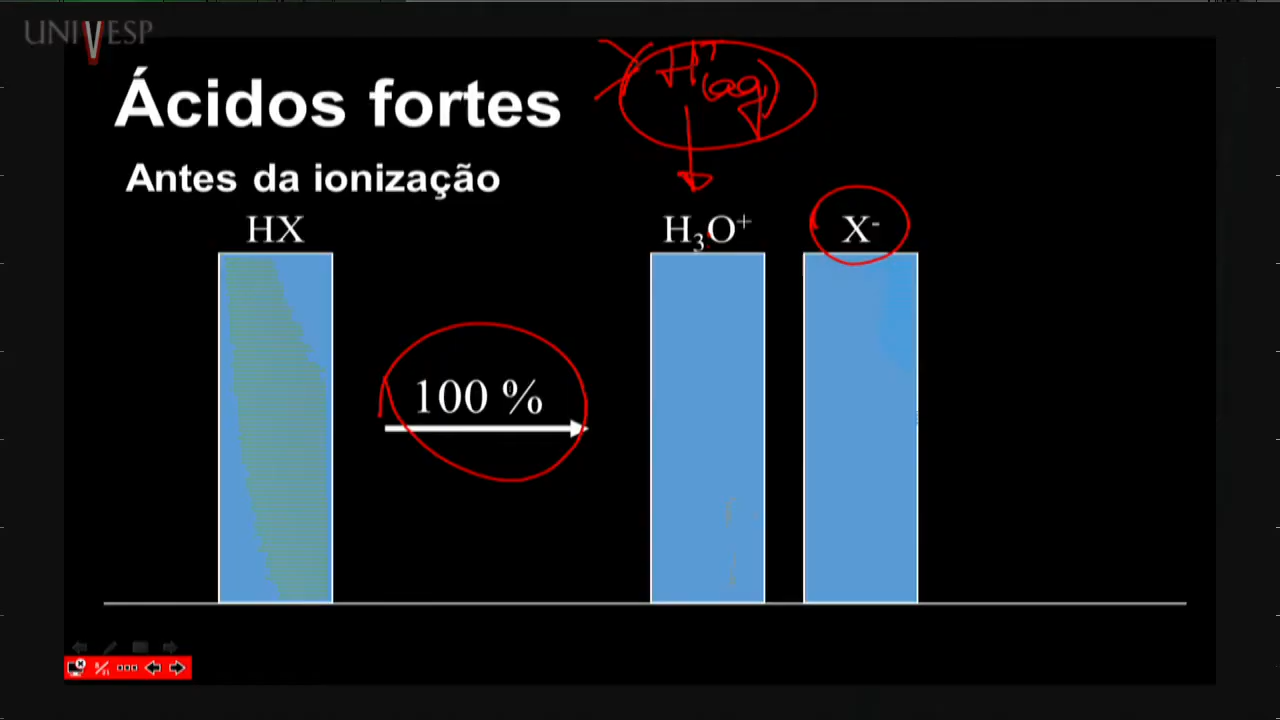 UNIVESP
Ácidos fortes
H⁺(aq)
Antes da ionização
HX
H₃O⁺
X⁻
100 %